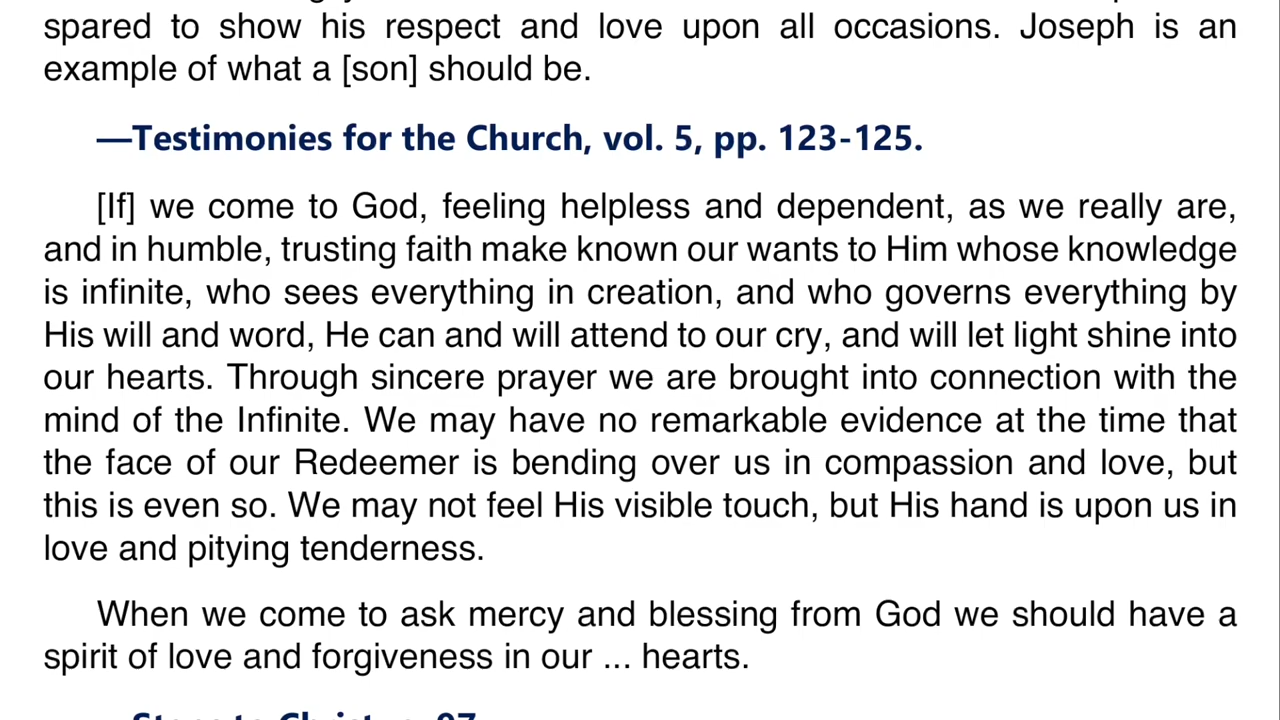 spared to show his respect and love upon all occasions. Joseph is an
example of what a [son] should be.
—Testimonies for the Church, vol. 5, pp. 123-125.
[If] we come to God, feeling helpless and dependent, as we really are,
and in humble, trusting faith make known our wants to Him whose knowledge
is infinite, who sees everything in creation, and who governs everything by
His will and word, He can and will attend to our cry, and will let light shine into
our hearts. Through sincere prayer we are brought into connection with the
mind of the Infinite. We may have no remarkable evidence at the time that
the face of our Redeemer is bending over us in compassion and love, but
this is even so. We may not feel His visible touch, but His hand is upon us in
love and pitying tenderness.
When we come to ask mercy and blessing from God we should have a
spirit of love and forgiveness in our ... hearts.